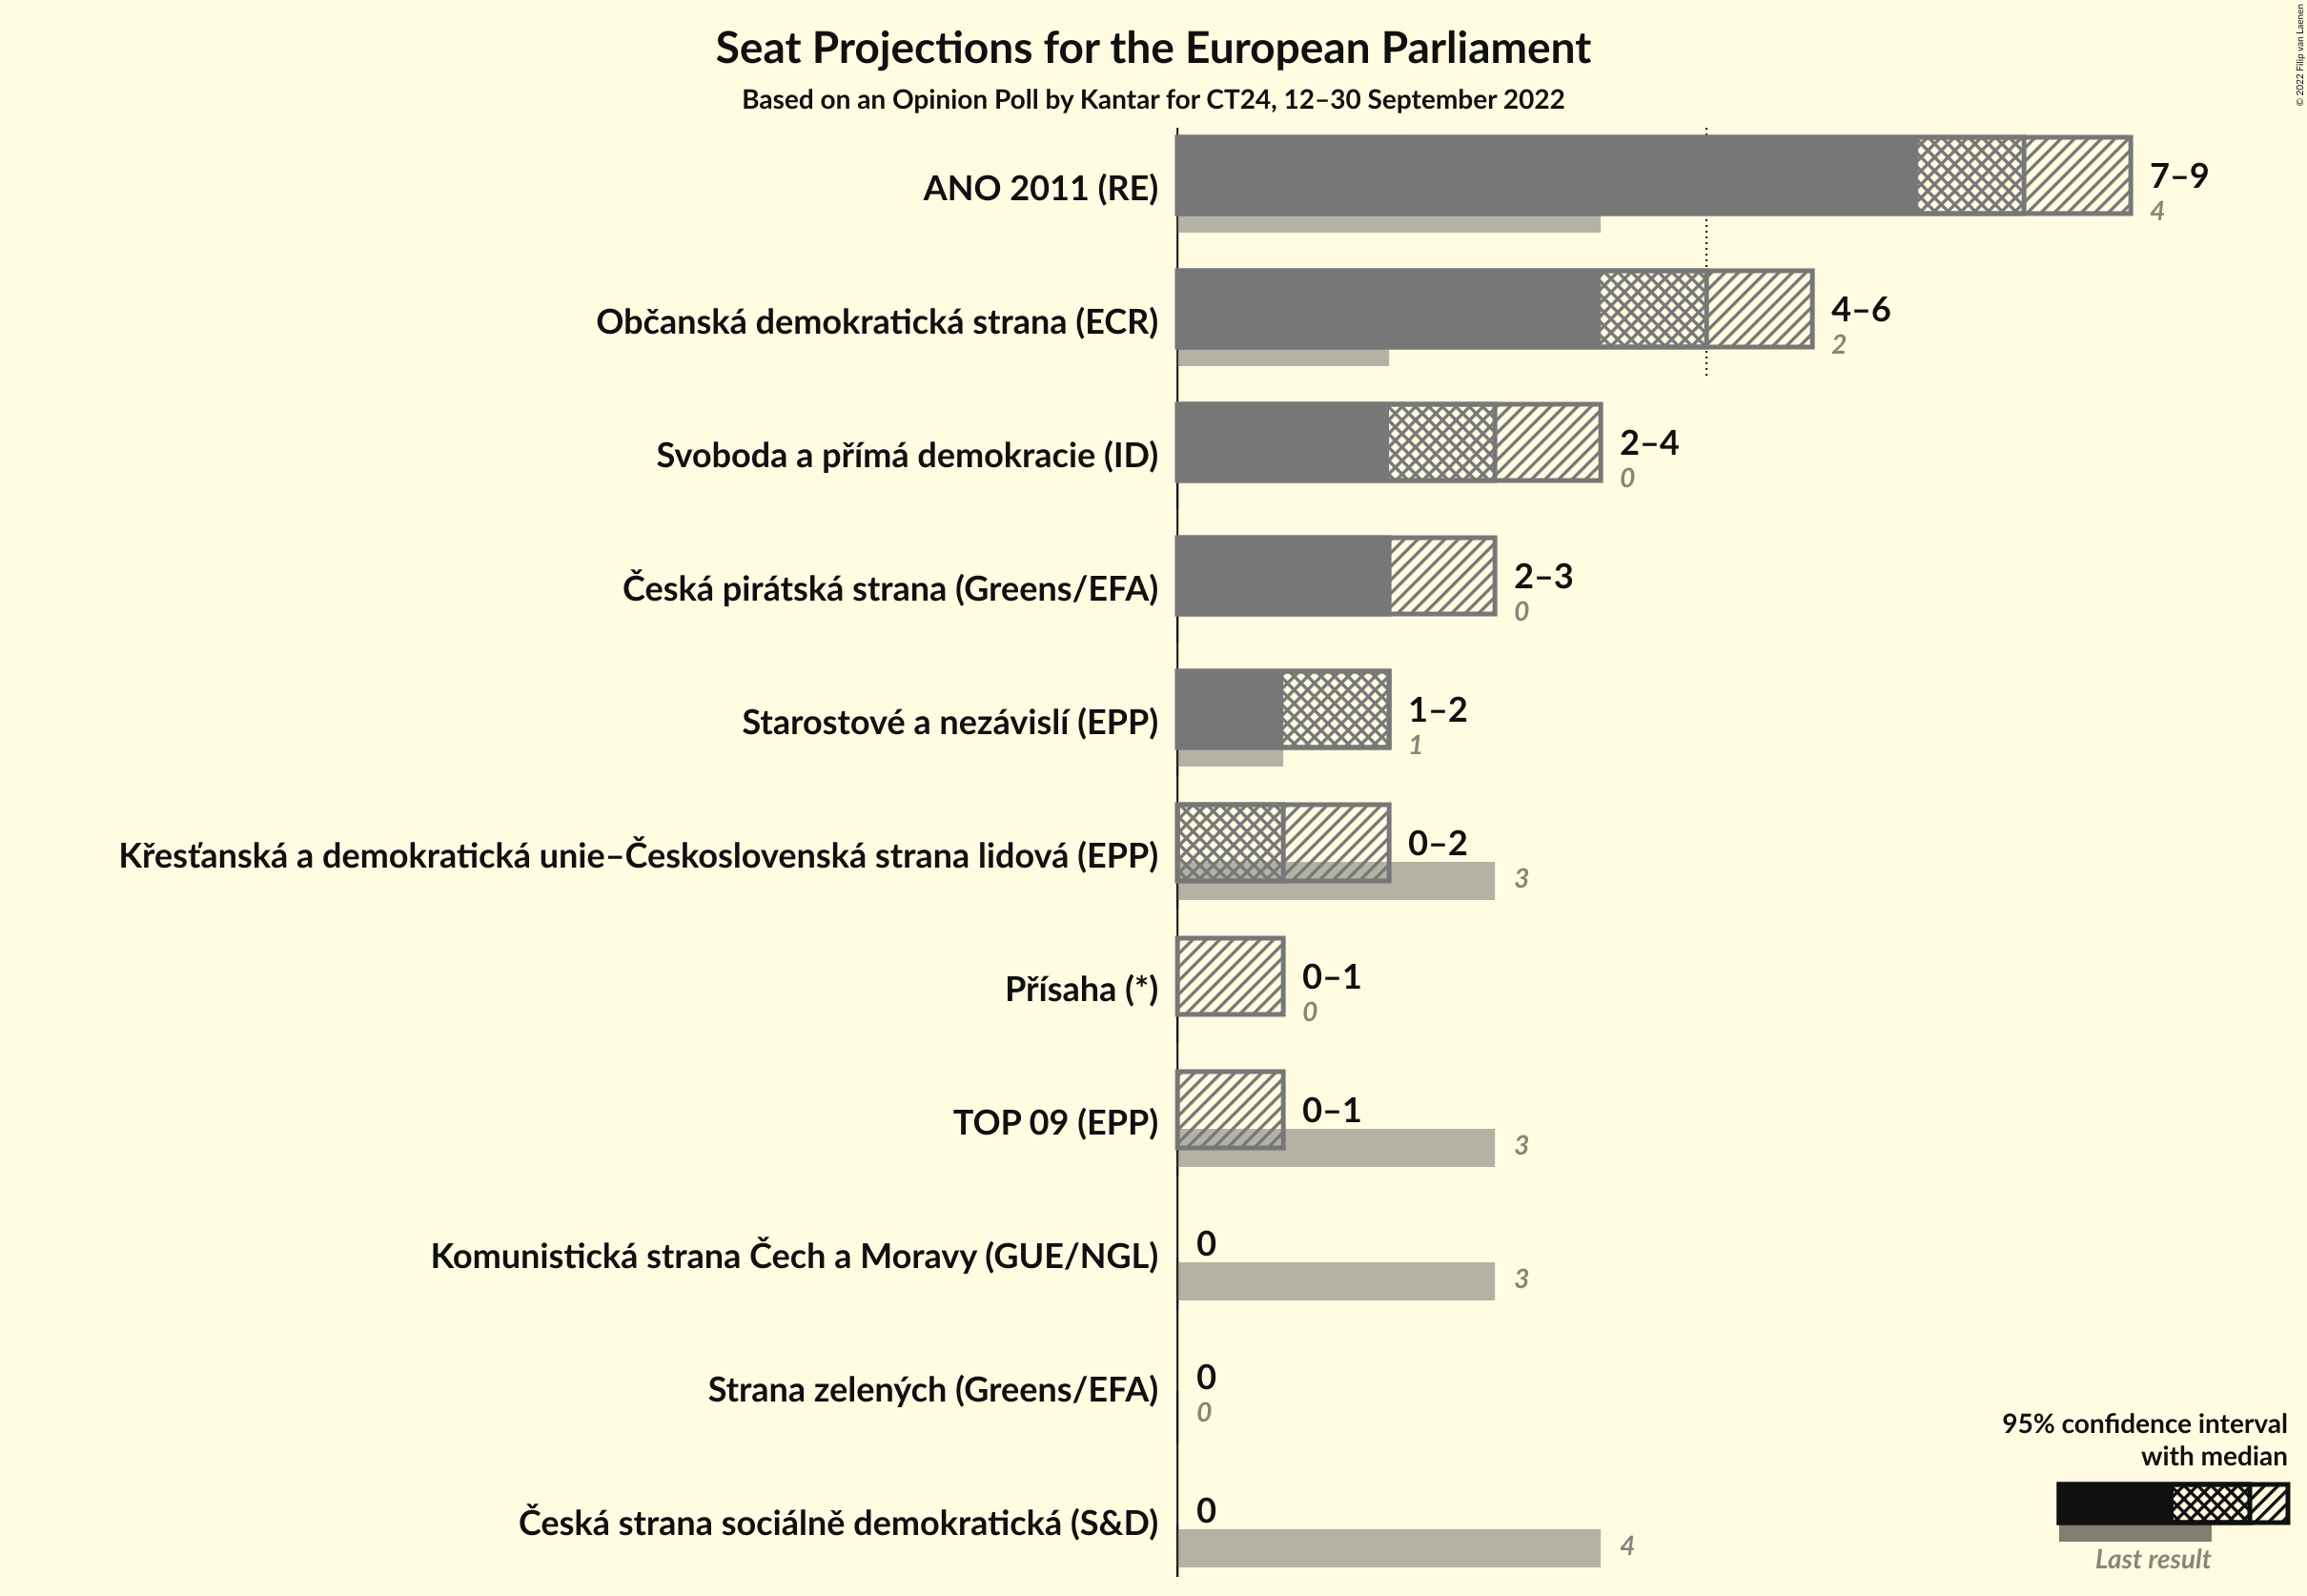 Seat Projections for the European Parliament
Based on an Opinion Poll by Kantar for CT24, 12–30 September 2022
© 2022 Filip van Laenen
ANO 2011 (RE)
7–9
4
Občanská demokratická strana (ECR)
4–6
2
Svoboda a přímá demokracie (ID)
2–4
0
Česká pirátská strana (Greens/EFA)
2–3
0
Starostové a nezávislí (EPP)
1–2
1
Křesťanská a demokratická unie–Československá strana lidová (EPP)
0–2
3
Přísaha (*)
0–1
0
TOP 09 (EPP)
0–1
3
Komunistická strana Čech a Moravy (GUE/NGL)
0
3
Strana zelených (Greens/EFA)
0
0
Česká strana sociálně demokratická (S&D)
0
4
95% confidence interval
with median
Last result